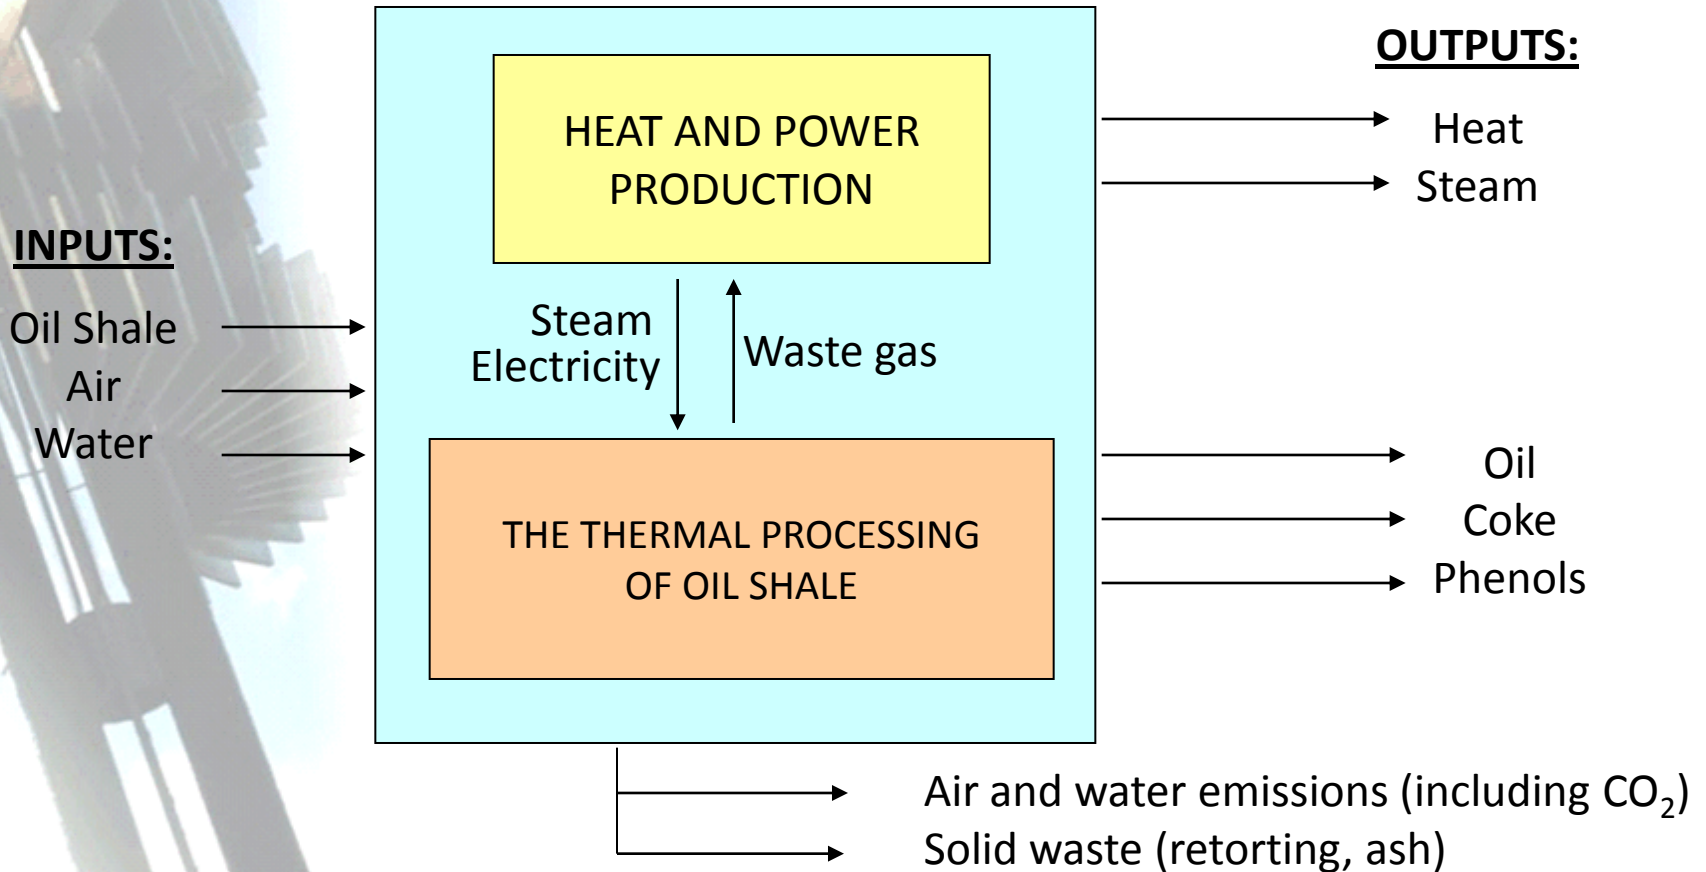 INPUTS:
Oil Shale
Air
Water
HEAT AND POWER
PRODUCTION
Steam
Electricity
Waste gas
THE THERMAL PROCESSING
OF OIL SHALE
OUTPUTS:
Heat
Steam
Oil
Coke
Phenols
Air and water emissions (including CO₂)
Solid waste (retorting, ash)